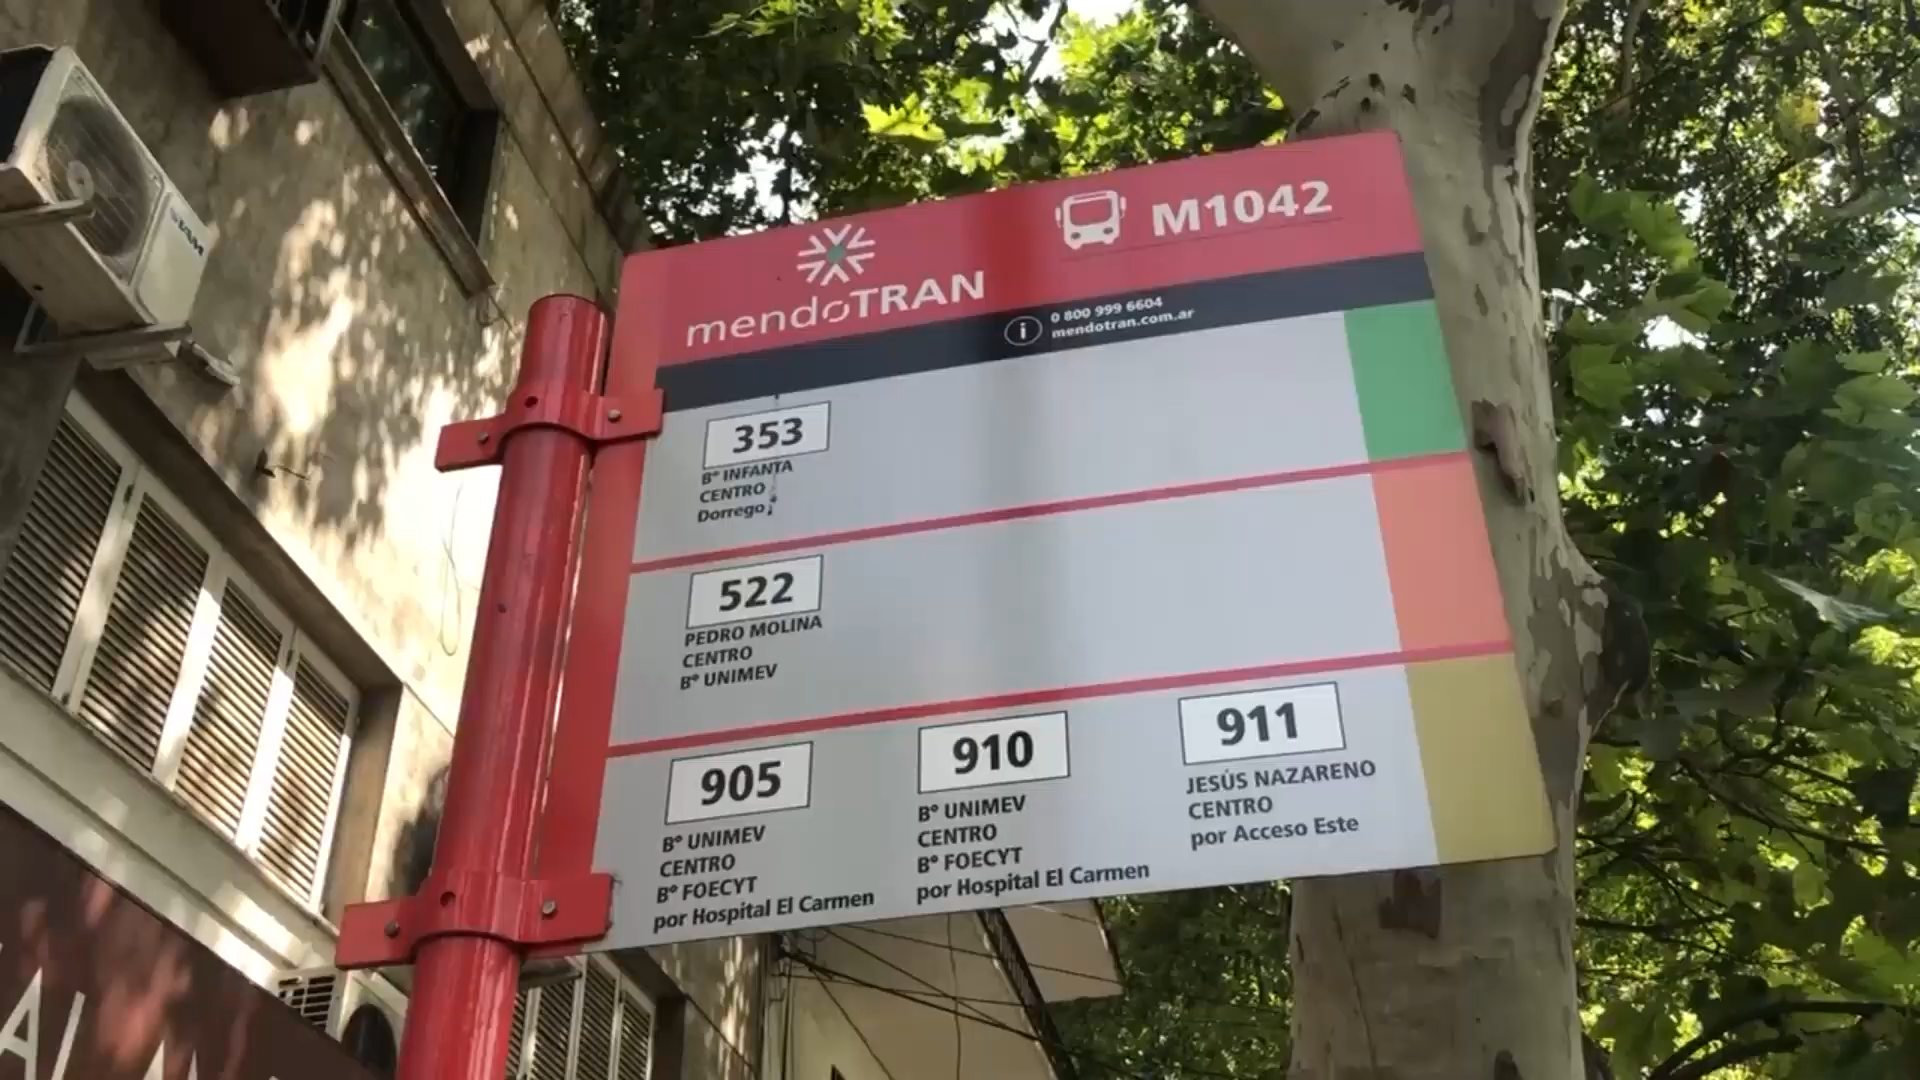 mendoTRAN
M1042
0 800 999 6604
mendotran.com.ar
353
Bº INFANTA
CENTRO
Dorrego
522
PEDRO MOLINA
CENTRO
Bº UNIMEV
905
Bº UNIMEV
CENTRO
Bº FOECYT
por Hospital El Carmen
910
Bº UNIMEV
CENTRO
Bº FOECYT
por Hospital El Carmen
911
JESÚS NAZARENO
CENTRO
por Acceso Este